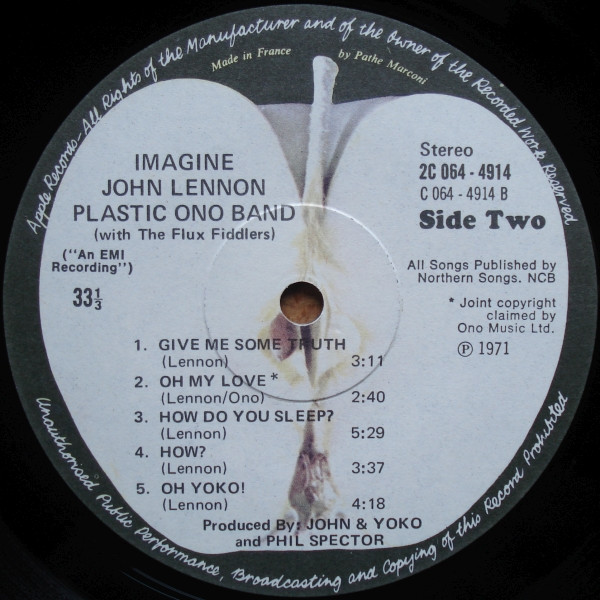 Apple Records - All Rights of the Manufacturer and of the Owner of the Recorded Work Reserved
Made in France by Pathe Marconi
IMAGINE
JOHN LENNON
PLASTIC ONO BAND
(with The Flux Fiddlers)
("An EMI
Recording")
33⅓
Stereo
2C 064 - 4914
C 064 - 4914 B
Side Two
All Songs Published by
Northern Songs. NCB
* Joint copyright
claimed by
Ono Music Ltd.
℗ 1971
1. GIVE ME SOME TRUTH
(Lennon) 3:11
2. OH MY LOVE *
(Lennon/Ono) 2:40
3. HOW DO YOU SLEEP?
(Lennon) 5:29
4. HOW?
(Lennon) 3:37
5. OH YOKO!
(Lennon) 4:18
Produced By: JOHN & YOKO
and PHIL SPECTOR
Unauthorised Public Performance, Broadcasting and Copying of this Record Prohibited